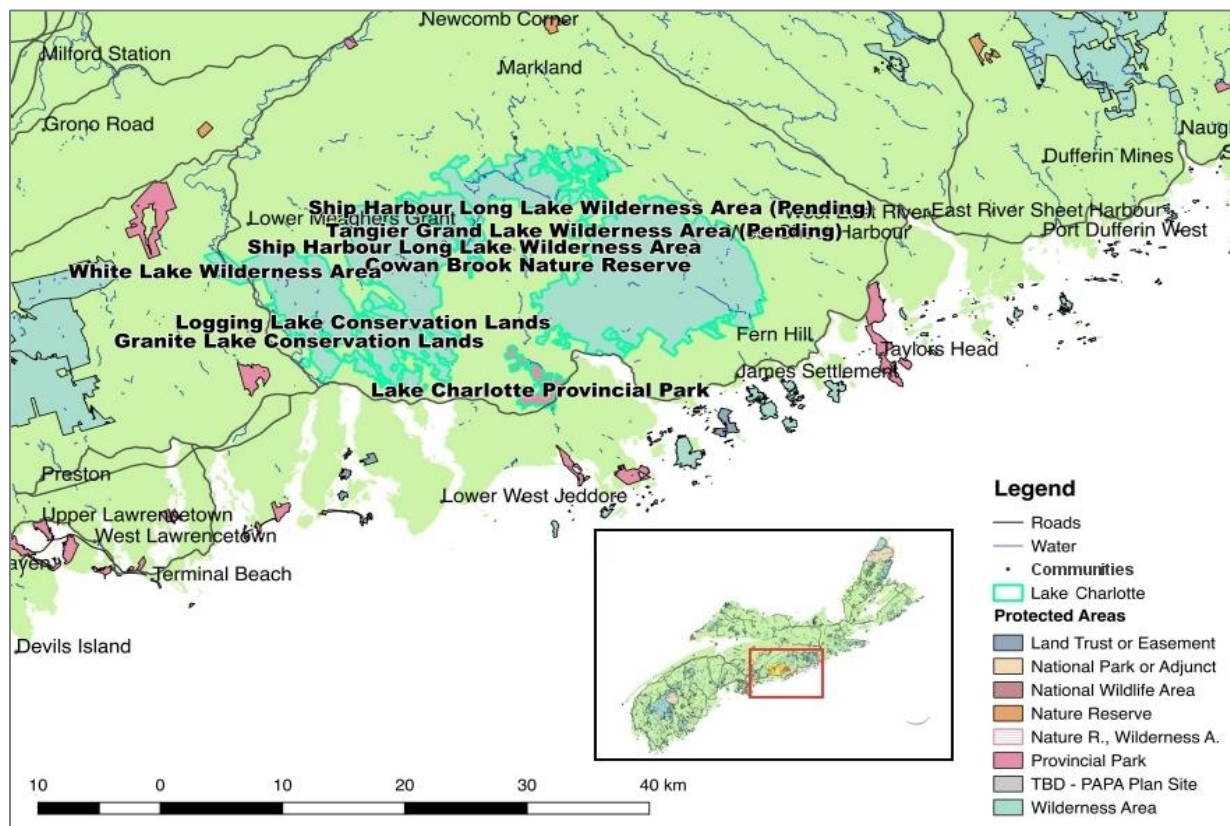 Newcomb Corner
Milford Station
Markland
Grono Road
Naug
Dufferin Mines
Ship Harbour Long Lake Wilderness Area (Pending)
East River Sheet Harbour
Lower Meaghers Grant
Tangier Grand Lake Wilderness Area (Pending)
Harbour
Port Dufferin West
Ship Harbour Long Lake Wilderness Area
White Lake Wilderness Area
Cowan Brook Nature Reserve
Logging Lake Conservation Lands
Granite Lake Conservation Lands
Fern Hill
Taylors Head
James Settlement
Lake Charlotte Provincial Park
Preston
Lower West Jeddore
Upper Lawrencetown
West Lawrencetown
aven
Terminal Beach
Devils Island
Legend
Roads
Water
Communities
Lake Charlotte
Protected Areas
Land Trust or Easement
National Park or Adjunct
National Wildlife Area
Nature Reserve
Nature R., Wilderness A.
Provincial Park
TBD - PAPA Plan Site
Wilderness Area
10 0 10 20 30 40 km